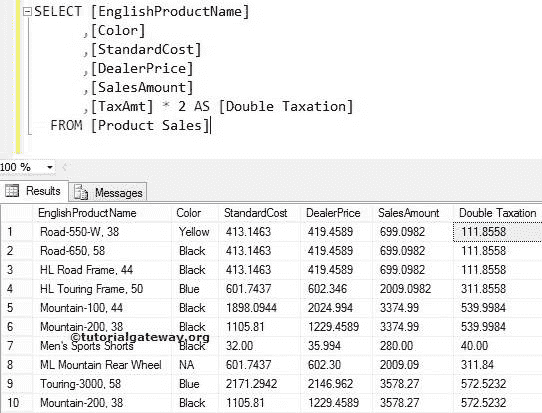 SELECT [EnglishProductName]
,[Color]
,[StandardCost]
,[DealerPrice]
,[SalesAmount]
,[TaxAmt] * 2 AS [Double Taxation]
FROM [Product Sales]
100 %
Results Messages
EnglishProductName Color StandardCost DealerPrice SalesAmount Double Taxation
1 Road-550-W, 38 Yellow 413.1463 419.4589 699.0982 111.8558
2 Road-650, 58 Black 413.1463 419.4589 699.0982 111.8558
3 HL Road Frame, 44 Black 413.1463 419.4589 699.0982 111.8558
4 HL Touring Frame, 50 Blue 601.7437 602.346 2009.0982 311.8558
5 Mountain-100, 44 Black 1898.0944 2024.994 3374.99 539.9984
6 Mountain-200, 38 Black 1105.81 1229.4589 3374.99 539.9984
©tutorialgateway.org
7 Men's Sports Shorts Black 32.00 35.994 280.00 40.00
8 ML Mountain Rear Wheel NA 601.7437 602.30 2009.09 311.84
9 Touring-3000, 58 Blue 2171.2942 2146.962 3578.27 572.5232
10 Mountain-200, 38 Black 1105.81 1229.4589 3578.27 572.5232